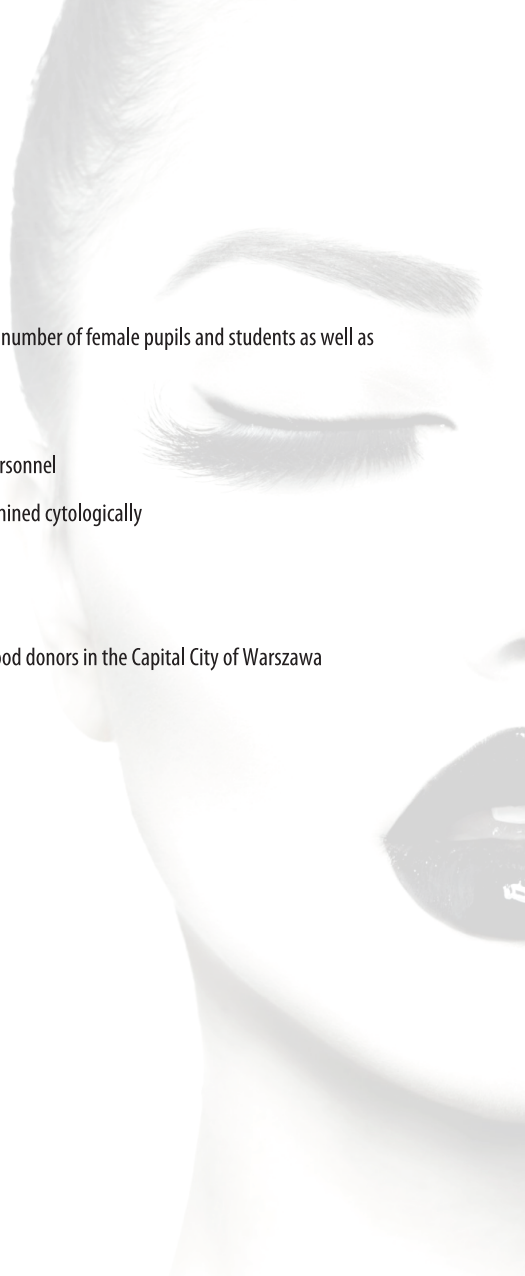 number of female pupils and students as well as
rsonnel
nined cytologically
ood donors in the Capital City of Warszawa